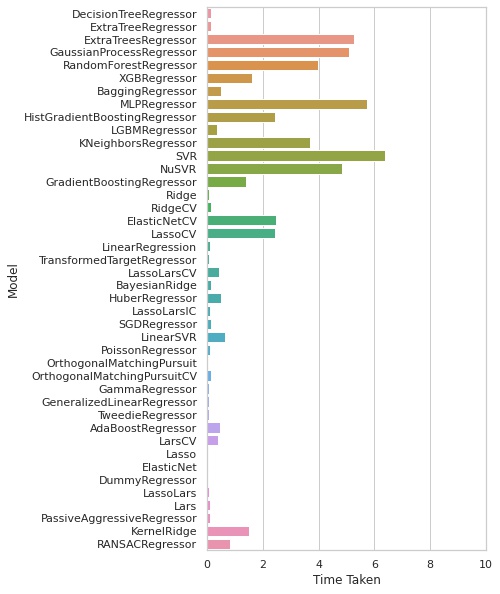 DecisionTreeRegressor
ExtraTreeRegressor
ExtraTreesRegressor
GaussianProcessRegressor
RandomForestRegressor
XGBRegressor
BaggingRegressor
MLPRegressor
HistGradientBoostingRegressor
LGBMRegressor
KNeighborsRegressor
SVR
NuSVR
GradientBoostingRegressor
Ridge
RidgeCV
ElasticNetCV
LassoCV
LinearRegression
TransformedTargetRegressor
LassoLarsCV
BayesianRidge
HuberRegressor
LassoLarsIC
SGDRegressor
LinearSVR
PoissonRegressor
OrthogonalMatchingPursuit
OrthogonalMatchingPursuitCV
GammaRegressor
GeneralizedLinearRegressor
TweedieRegressor
AdaBoostRegressor
LarsCV
Lasso
ElasticNet
DummyRegressor
LassoLars
Lars
PassiveAggressiveRegressor
KernelRidge
RANSACRegressor
Model
0 2 4 6 8 10
Time Taken